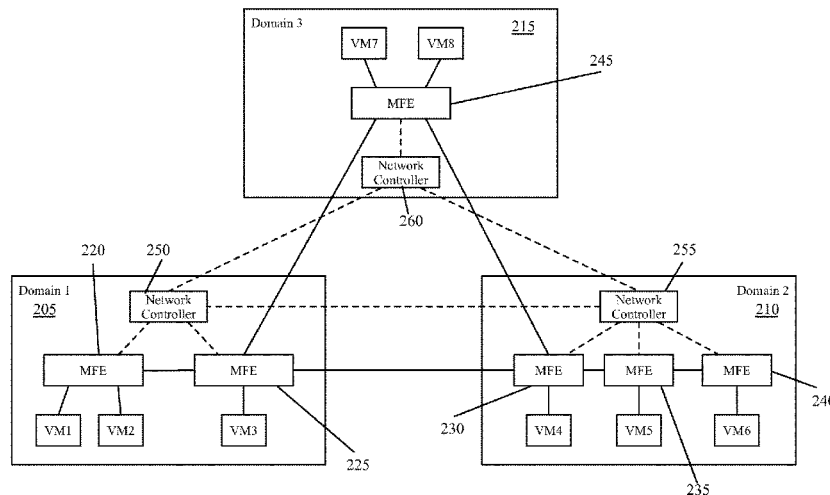 Domain 3
215
VM7
VM8
245
MFE
Network
Controller
260
220
250
255
Domain 1
205
Network
Controller
Network
Controller
Domain 2
210
MFE
MFE
MFE
MFE
MFE
240
VM1
VM2
VM3
230
VM4
VM5
VM6
225
235